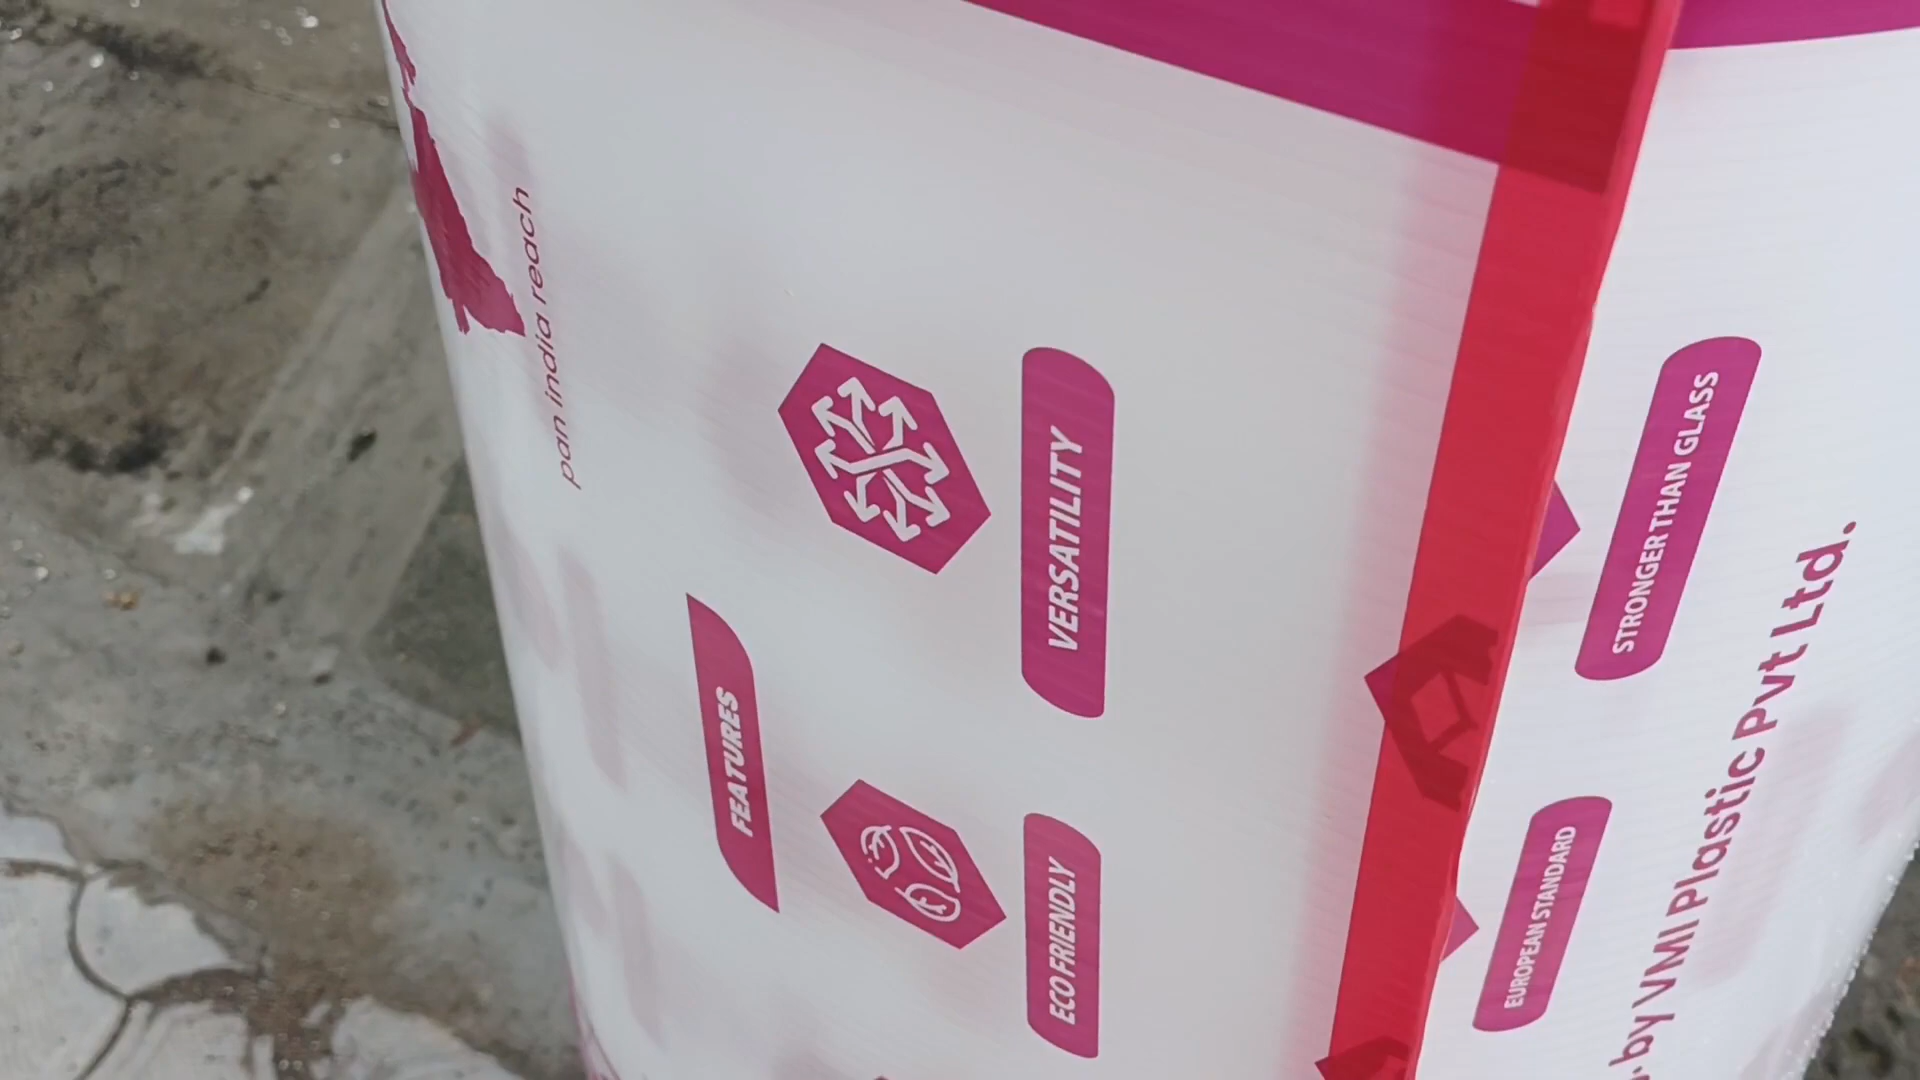 pan india reach
FEATURES
VERSATILITY
ECO FRIENDLY
STRONGER THAN GLASS
EUROPEAN STANDARD
by VMI Plastic Pvt Ltd.